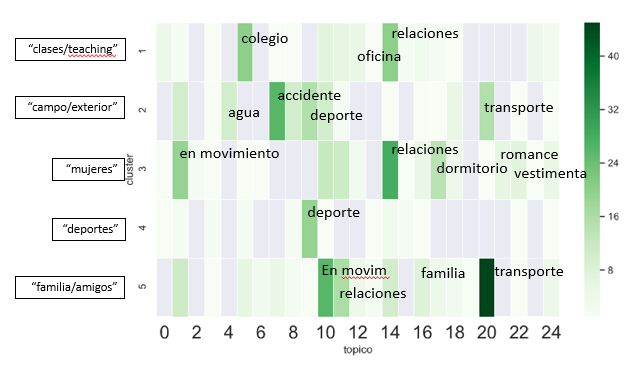 "clases/teaching"
colegio
relaciones
oficina
1
40
"campo/exterior"
accidente
agua
deporte
transporte
2
32
"mujeres"
en movimiento
relaciones
dormitorio
romance
vestimenta
cluster
3
24
"deportes"
deporte
4
16
"familia/amigos"
En movim
relaciones
familia
transporte
5
8
0 2 4 6 8 10 12 14 16 18 20 22 24
topico